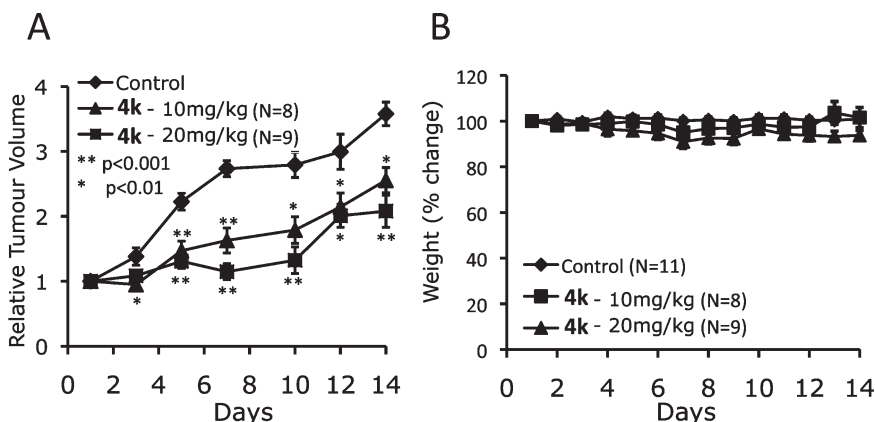 A
B
Relative Tumour Volume
4
3
2
1
0
Control
4k - 10mg/kg (N=8)
4k - 20mg/kg (N=9)
** p<0.001
* p<0.01
**
**
*
*
*
*
**
**
**
*
**
0 2 4 6 8 10 12 14
Days
Weight (% change)
120
100
80
60
40
20
0
Control (N=11)
4k - 10mg/kg (N=8)
4k - 20mg/kg (N=9)
0 2 4 6 8 10 12 14
Days